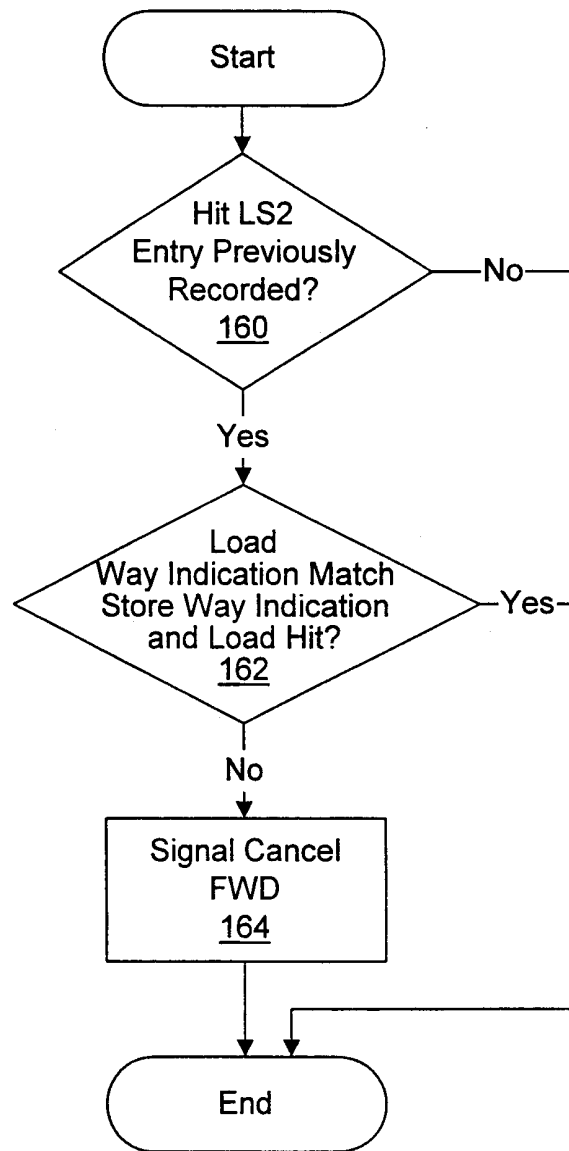 Start
Hit LS2
Entry Previously
Recorded?
160
No
Yes
Load
Way Indication Match
Store Way Indication
and Load Hit?
162
Yes
No
Signal Cancel
FWD
164
End